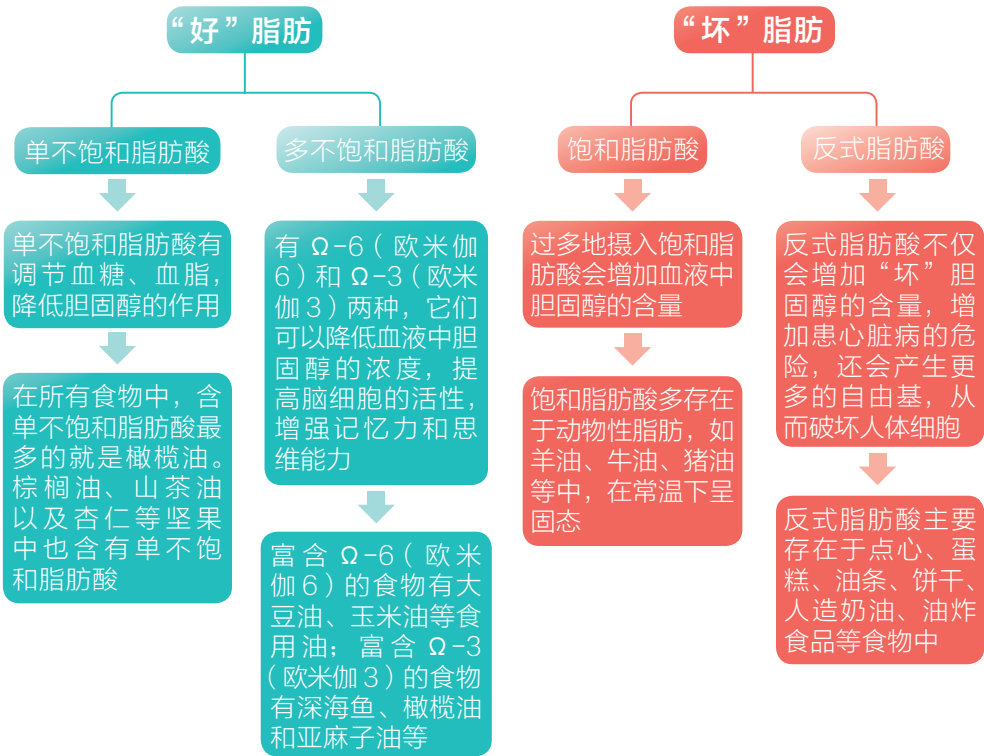 “好”脂肪
单不饱和脂肪酸
单不饱和脂肪酸有
调节血糖、血脂，
降低胆固醇的作用
在所有食物中，含
单不饱和脂肪酸最
多的就是橄榄油。
棕榈油、山茶油
以及杏仁等坚果
中也含有单不饱
和脂肪酸
多不饱和脂肪酸
有 Ω-6（欧米伽
6）和 Ω-3（欧米
伽 3）两种，它们
可以降低血液中胆
固醇的浓度，提
高脑细胞的活性，
增强记忆力和思
维能力
富含 Ω-6（欧米
伽 6）的食物有大
豆油、玉米油等食
用油；富含 Ω-3
（欧米伽 3）的食物
有深海鱼、橄榄油
和亚麻子油等
“坏”脂肪
饱和脂肪酸
过多地摄入饱和脂
肪酸会增加血液中
胆固醇的含量
饱和脂肪酸多存在
于动物性脂肪，如
羊油、牛油、猪油
等中，在常温下呈
固态
反式脂肪酸
反式脂肪酸不仅
会增加“坏”胆
固醇的含量，增
加患心脏病的危
险，还会产生更
多的自由基，从
而破坏人体细胞
反式脂肪酸主要
存在于点心、蛋
糕、油条、饼干、
人造奶油、油炸
食品等食物中